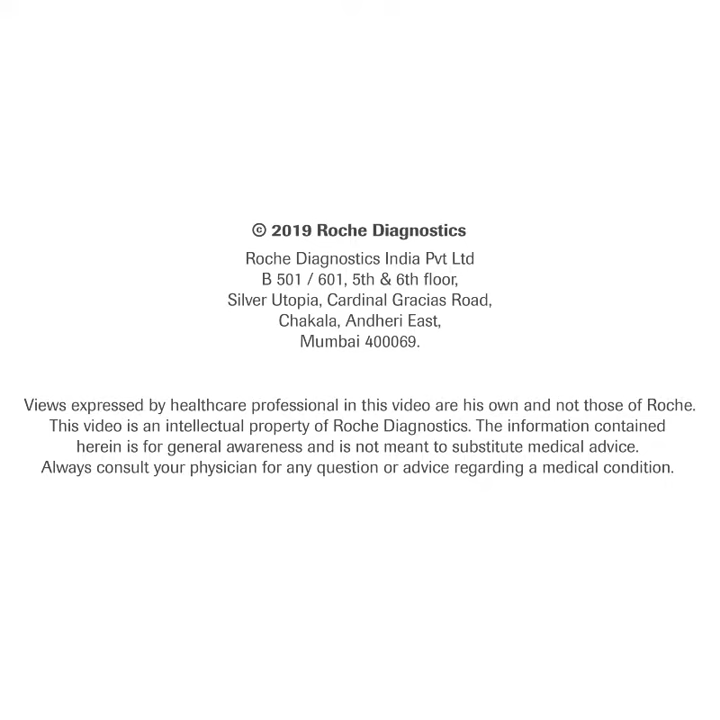 © 2019 Roche Diagnostics
Roche Diagnostics India Pvt Ltd
B 501 / 601, 5th & 6th floor,
Silver Utopia, Cardinal Gracias Road,
Chakala, Andheri East,
Mumbai 400069.
Views expressed by healthcare professional in this video are his own and not those of Roche.
This video is an intellectual property of Roche Diagnostics. The information contained
herein is for general awareness and is not meant to substitute medical advice.
Always consult your physician for any question or advice regarding a medical condition.